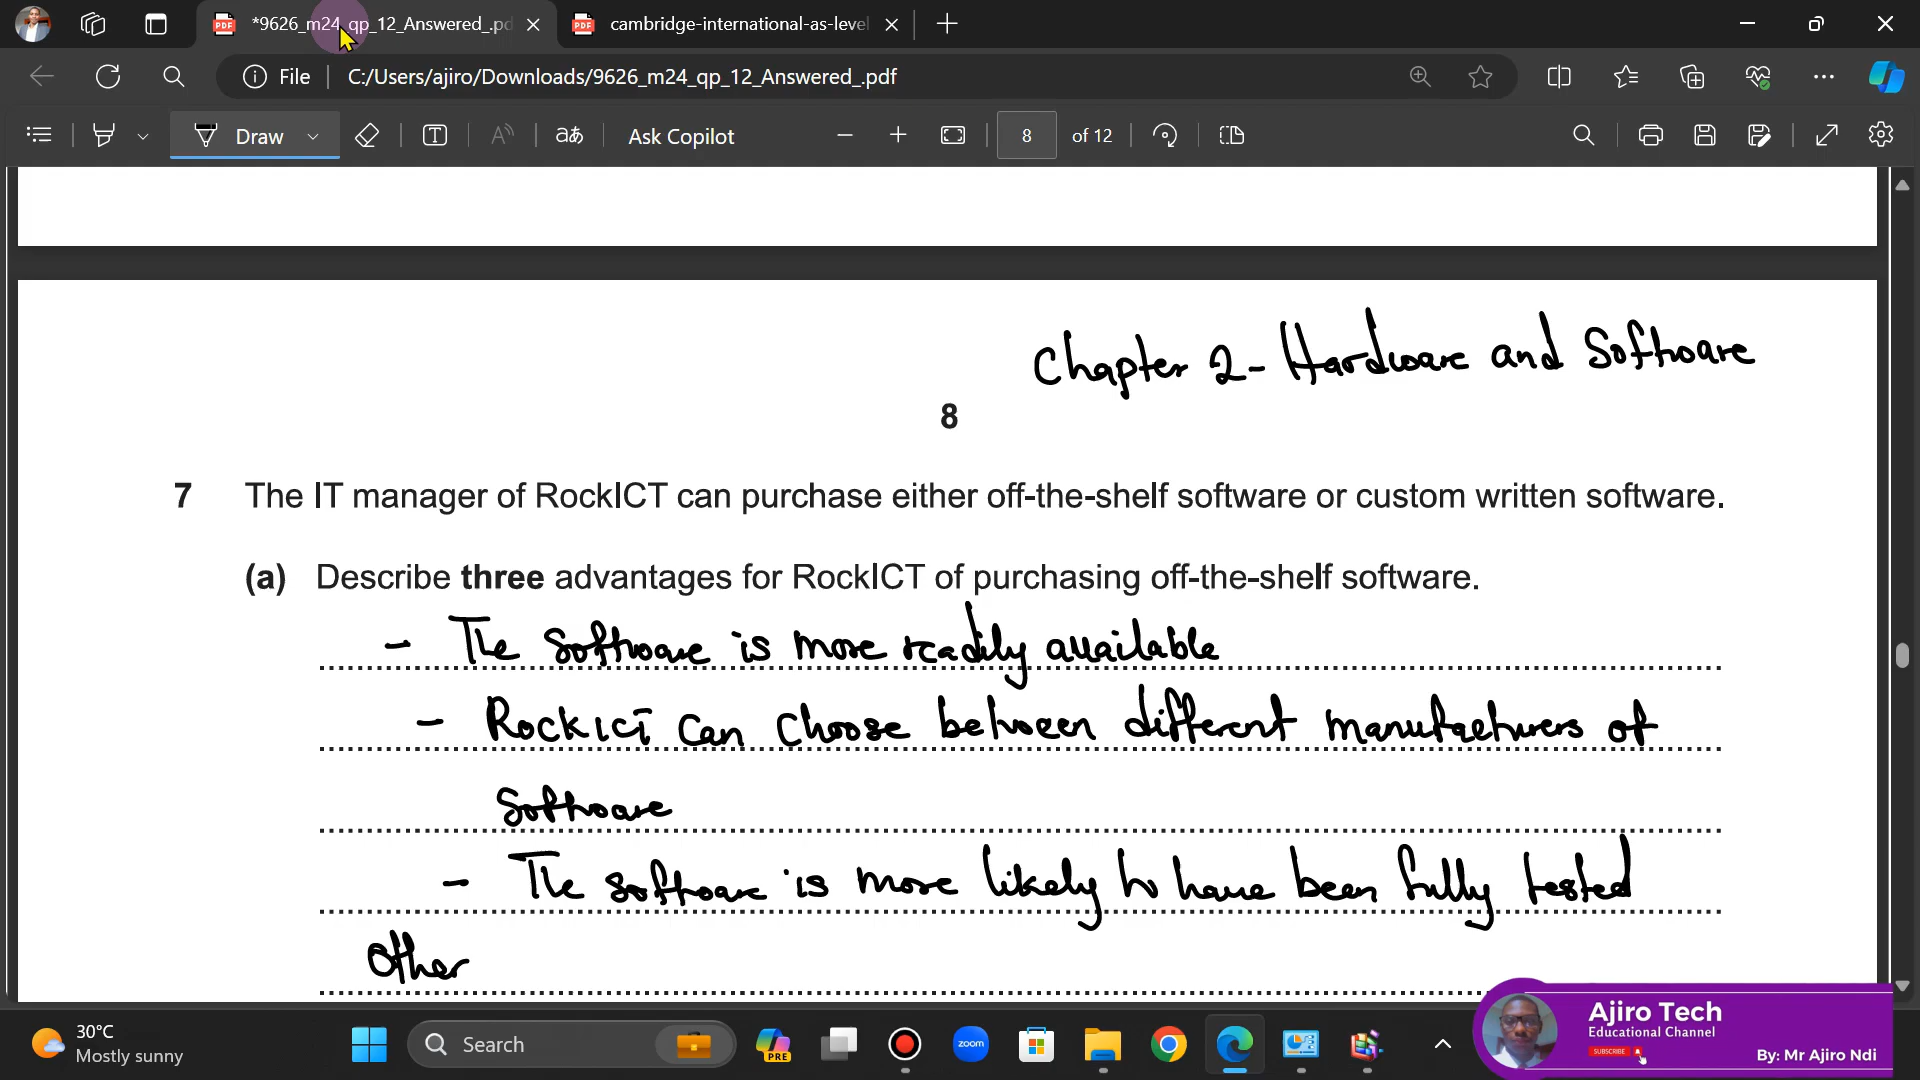 *9626_m24_qp_12_Answered_.pd
cambridge-international-as-level
File
C:/Users/ajiro/Downloads/9626_m24_qp_12_Answered_.pdf
Draw
Ask Copilot
8 of 12
Chapter 2 - Hardware and Software
8
7 The IT manager of RockICT can purchase either off-the-shelf software or custom written software.
(a) Describe three advantages for RockICT of purchasing off-the-shelf software.
- The Software is more readily available
- Rockict can choose between different manufacturers of
Software
- The software is more likely to have been fully tested
Other
30°C
Mostly sunny
Search
PRE
zoom
Ajiro Tech
Educational Channel
SUBSCRIBE
By: Mr Ajiro Ndi